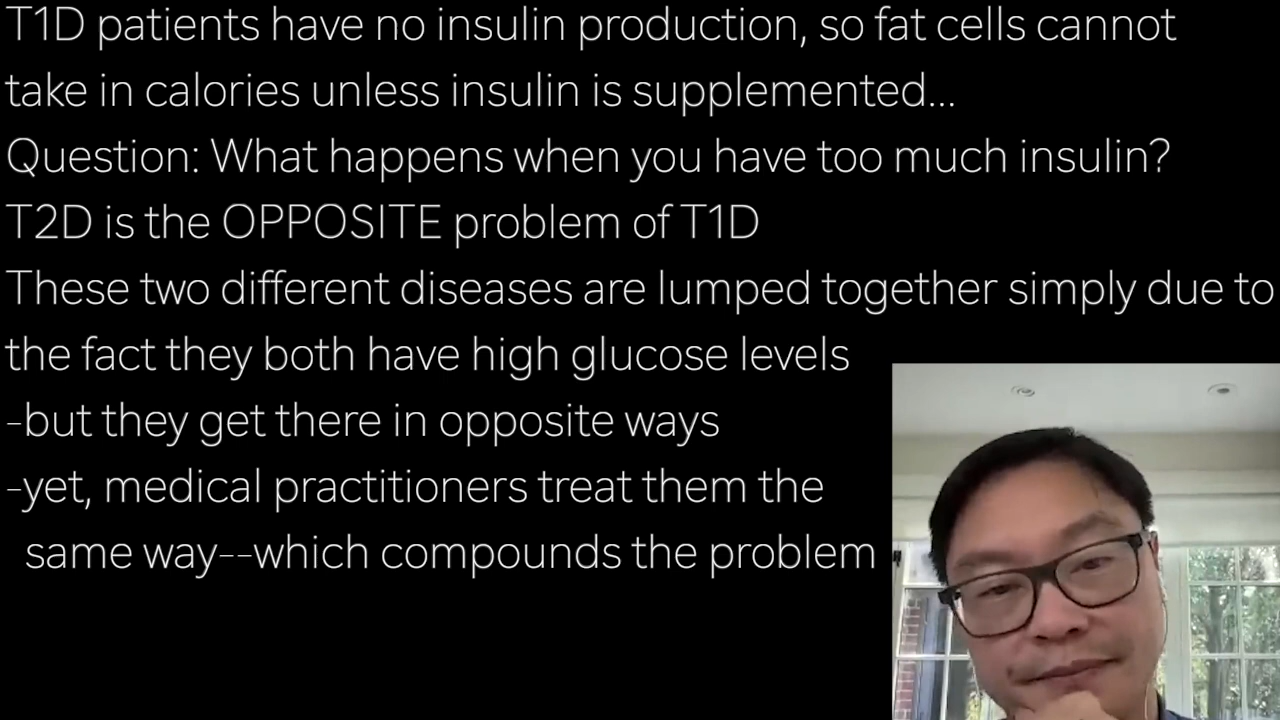 T1D patients have no insulin production, so fat cells cannot
take in calories unless insulin is supplemented...
Question: What happens when you have too much insulin?
T2D is the OPPOSITE problem of T1D
These two different diseases are lumped together simply due to
the fact they both have high glucose levels
-but they get there in opposite ways
-yet, medical practitioners treat them the
same way--which compounds the problem